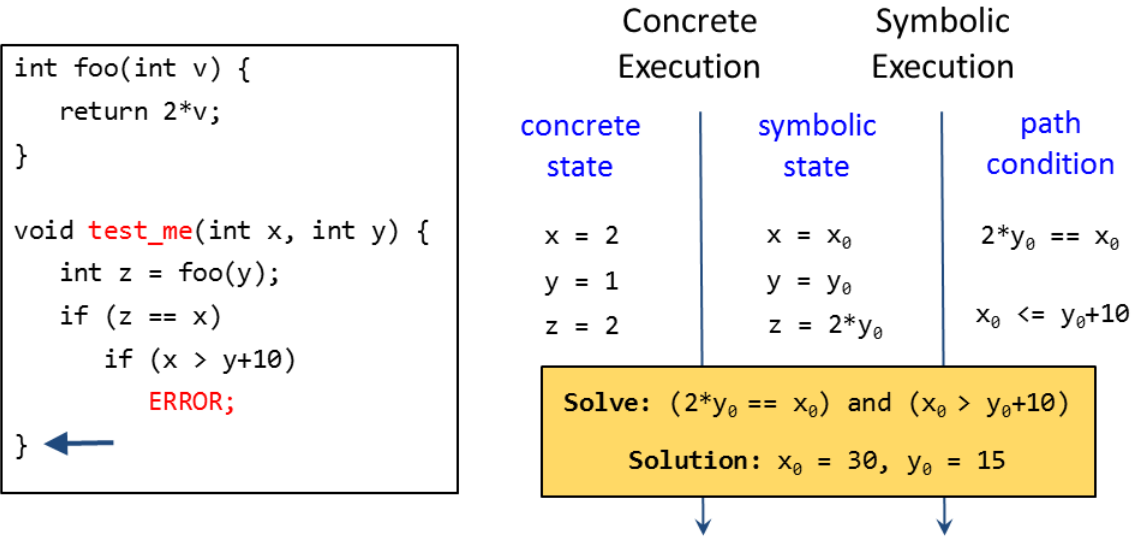 int foo(int v) {
return 2*v;
}
void test_me(int x, int y) {
int z = foo(y);
if (z == x)
if (x > y+10)
ERROR;
}
Concrete
Execution
Symbolic
Execution
concrete
state
symbolic
state
path
condition
x = 2
y = 1
z = 2
x = x₀
y = y₀
z = 2*y₀
2*y₀ == x₀
x₀ <= y₀+10
Solve: (2*y₀ == x₀) and (x₀ > y₀+10)
Solution: x₀ = 30, y₀ = 15